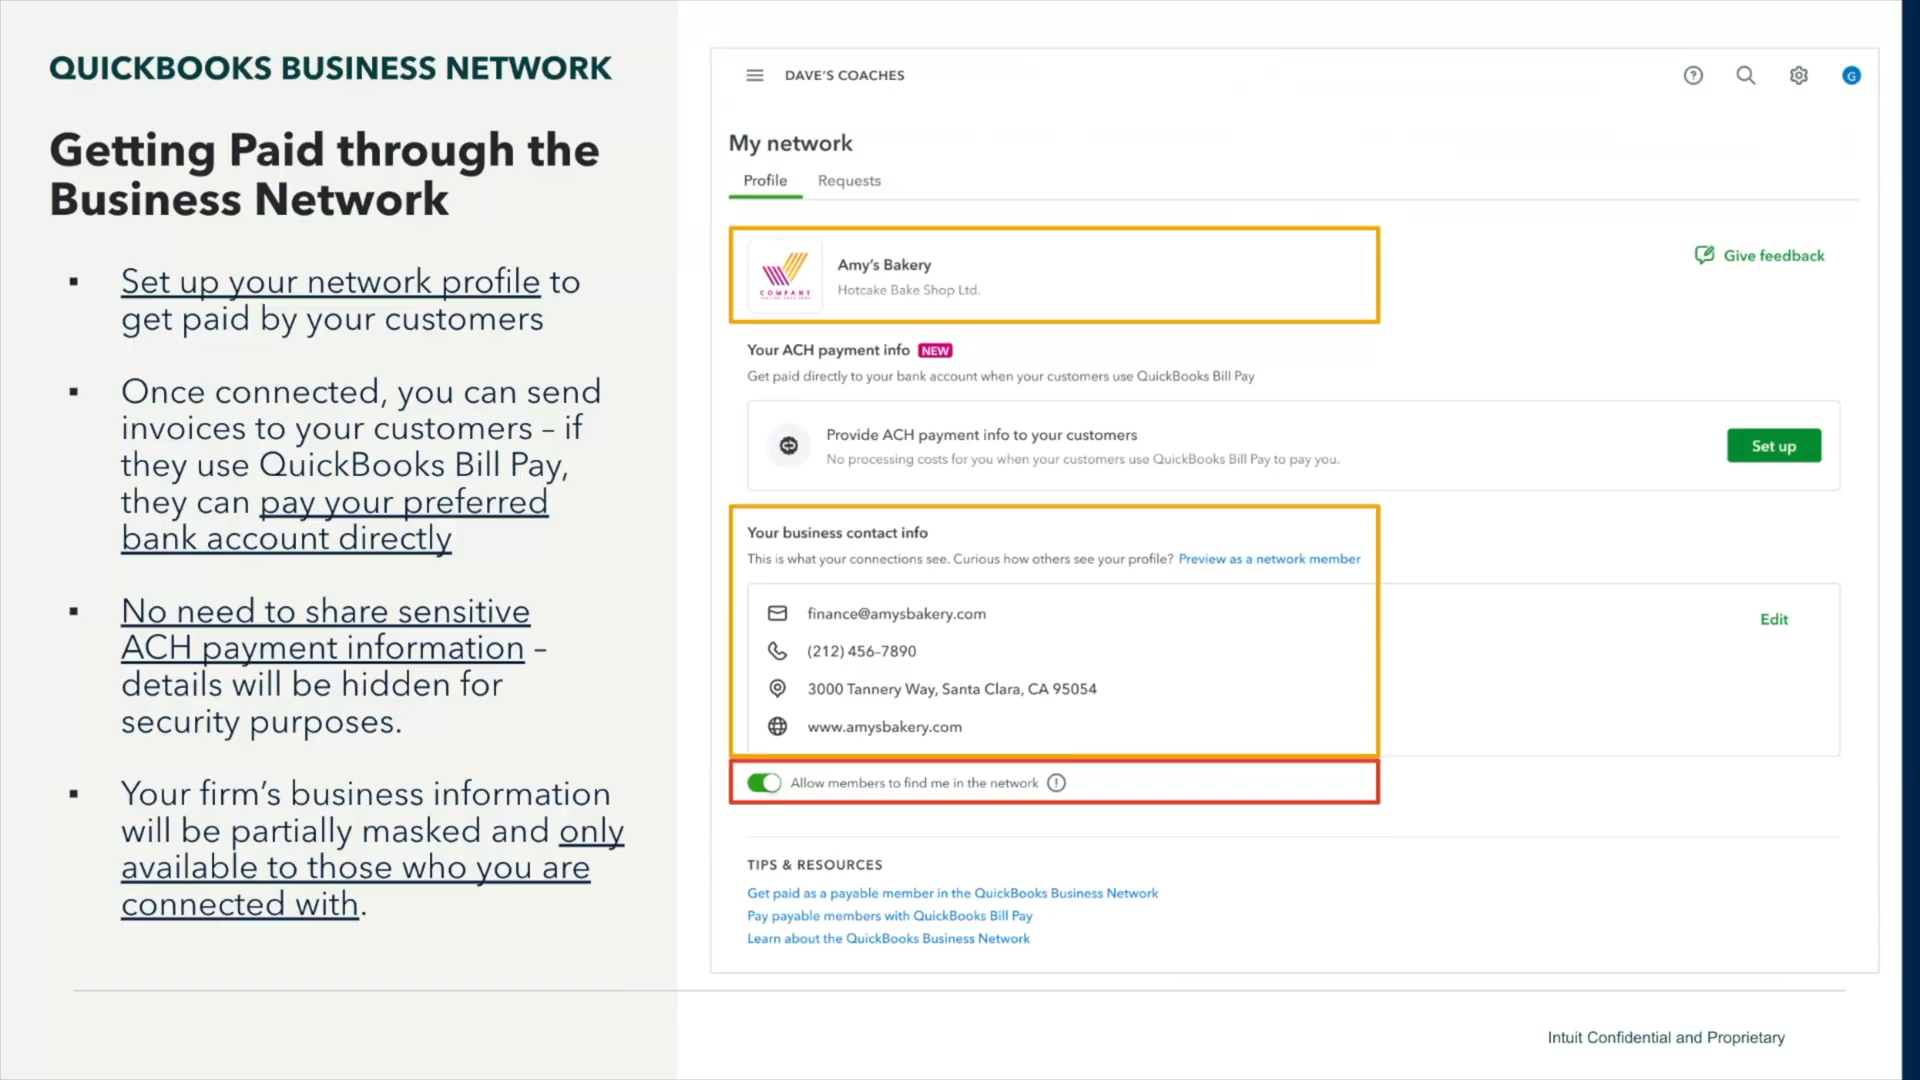 QUICKBOOKS BUSINESS NETWORK
Getting Paid through the
Business Network
▪ Set up your network profile to
get paid by your customers
▪ Once connected, you can send
invoices to your customers – if
they use QuickBooks Bill Pay,
they can pay your preferred
bank account directly
▪ No need to share sensitive
ACH payment information –
details will be hidden for
security purposes.
▪ Your firm's business information
will be partially masked and only
available to those who you are
connected with.
DAVE'S COACHES
G
My network
Profile Requests
COMPANY
Amy's Bakery
Hotcake Bake Shop Ltd.
Give feedback
Your ACH payment info NEW
Get paid directly to your bank account when your customers use QuickBooks Bill Pay
Provide ACH payment info to your customers
No processing costs for you when your customers use QuickBooks Bill Pay to pay you.
Set up
Your business contact info
This is what your connections see. Curious how others see your profile? Preview as a network member
finance@amysbakery.com
(212) 456-7890
3000 Tannery Way, Santa Clara, CA 95054
www.amysbakery.com
Edit
Allow members to find me in the network
TIPS & RESOURCES
Get paid as a payable member in the QuickBooks Business Network
Pay payable members with QuickBooks Bill Pay
Learn about the QuickBooks Business Network
Intuit Confidential and Proprietary